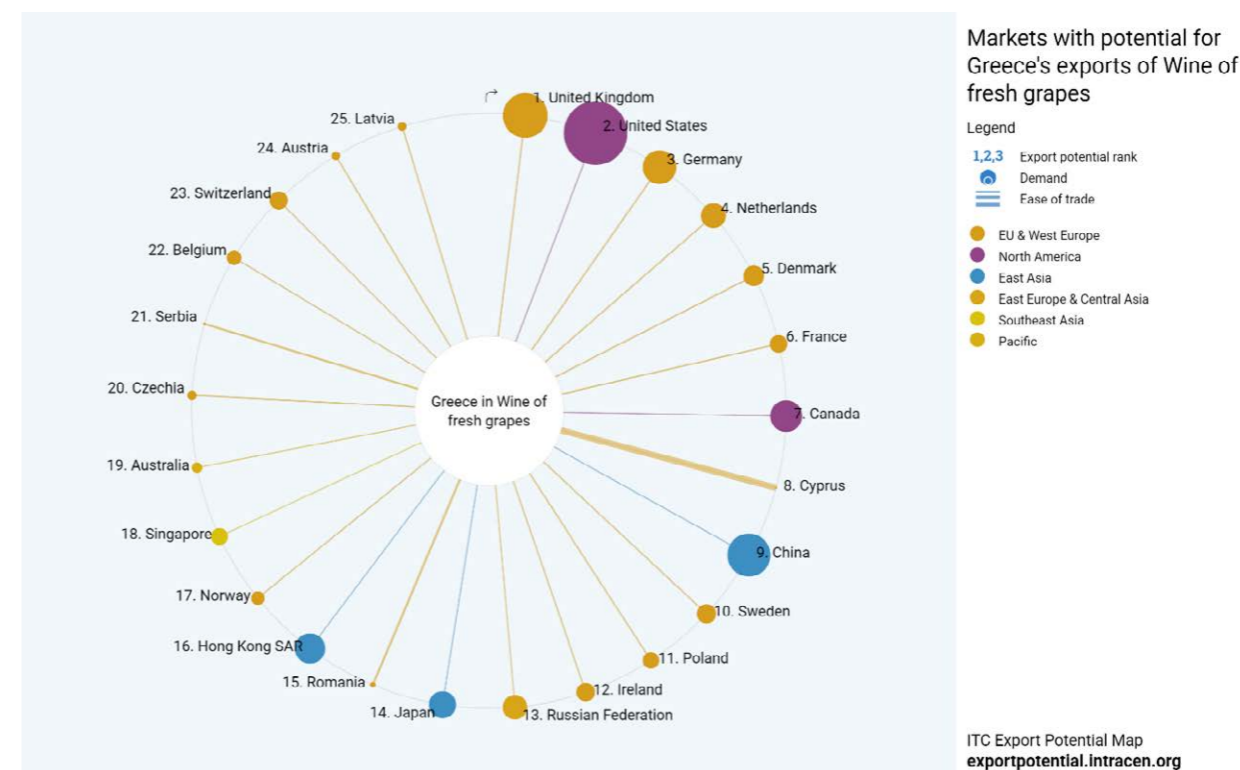 Markets with potential for
Greece's exports of Wine of
fresh grapes
Legend
1,2,3 Export potential rank
Demand
Ease of trade
EU & West Europe
North America
East Asia
East Europe & Central Asia
Southeast Asia
Pacific
1. United Kingdom
2. United States
3. Germany
4. Netherlands
5. Denmark
6. France
7. Canada
8. Cyprus
9. China
10. Sweden
11. Poland
12. Ireland
13. Russian Federation
14. Japan
15. Romania
16. Hong Kong SAR
17. Norway
18. Singapore
19. Australia
20. Czechia
21. Serbia
22. Belgium
23. Switzerland
24. Austria
25. Latvia
Greece in Wine of
fresh grapes
ITC Export Potential Map
exportpotential.intracen.org